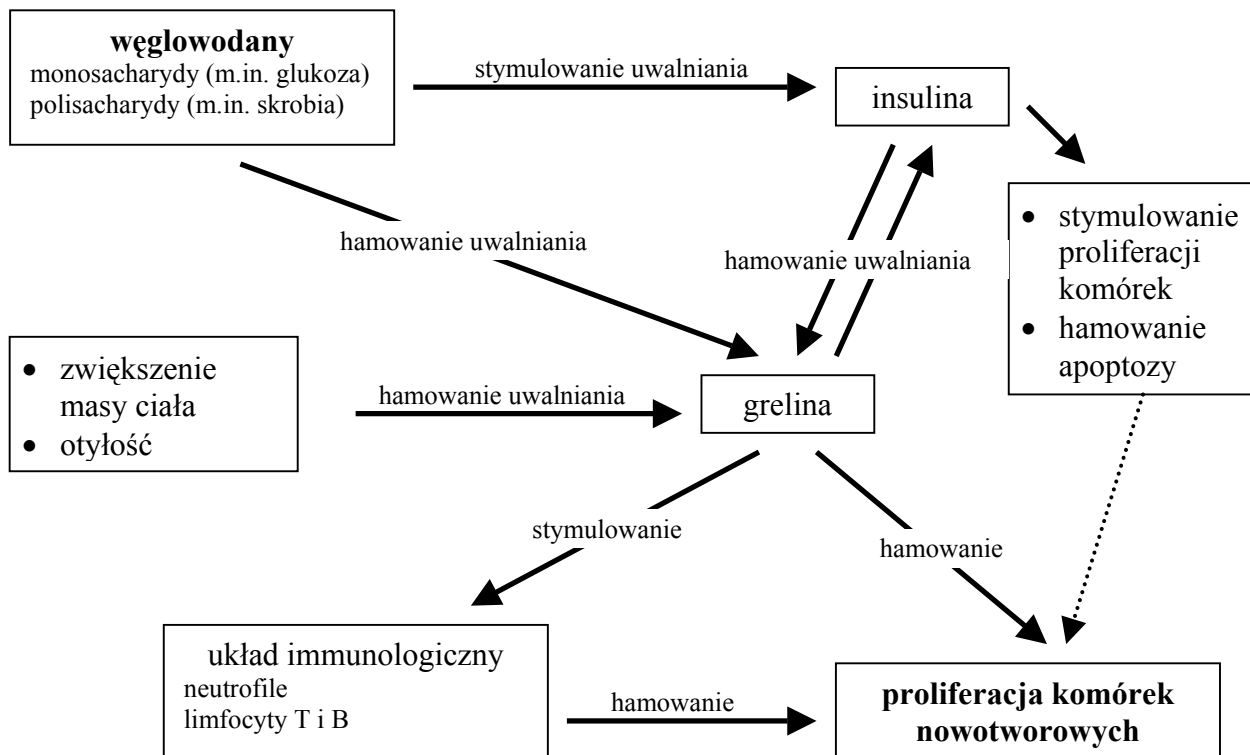 węglowodany
monosacharydy (m.in. glukoza)
polisacharydy (m.in. skrobia)
stymulowanie uwalniania
insulina
hamowanie uwalniania
hamowanie uwalniania
• stymulowanie
proliferacji
komórek
• hamowanie
apoptozy
• zwiększenie
masy ciała
• otyłość
hamowanie uwalniania
grelina
stymulowanie
hamowanie
układ immunologiczny
neutrofile
limfocyty T i B
hamowanie
proliferacja komórek
nowotworowych